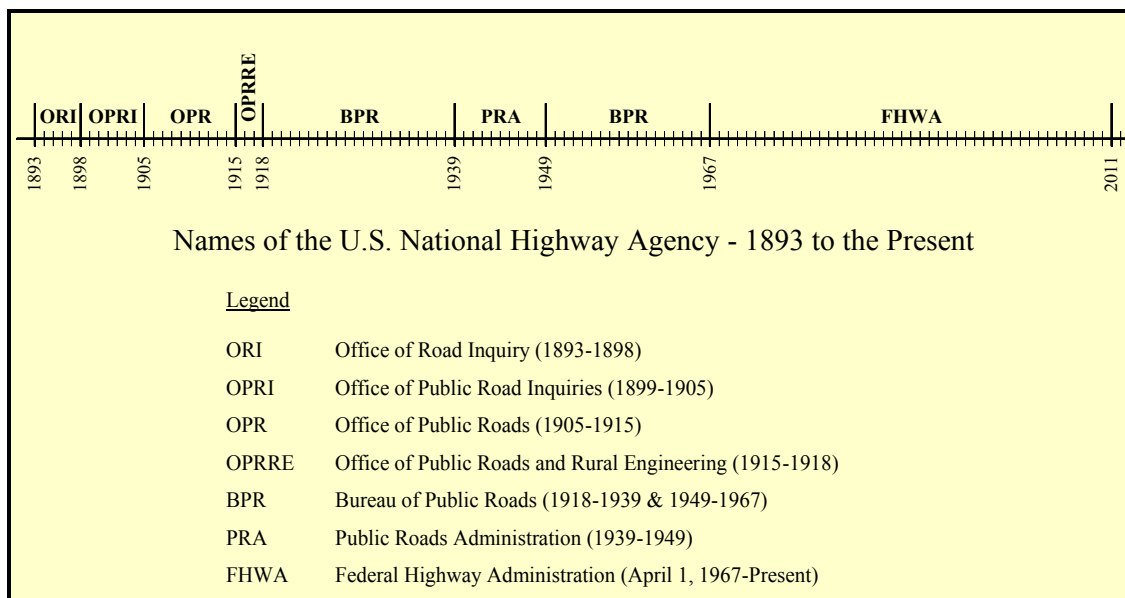 OPRRE
ORI OPRI OPR BPR PRA BPR FHWA
1893 1898 1905 1915 1918 1939 1949 1967 2011
Names of the U.S. National Highway Agency - 1893 to the Present
Legend
ORI Office of Road Inquiry (1893-1898)
OPRI Office of Public Road Inquiries (1899-1905)
OPR Office of Public Roads (1905-1915)
OPRRE Office of Public Roads and Rural Engineering (1915-1918)
BPR Bureau of Public Roads (1918-1939 & 1949-1967)
PRA Public Roads Administration (1939-1949)
FHWA Federal Highway Administration (April 1, 1967-Present)